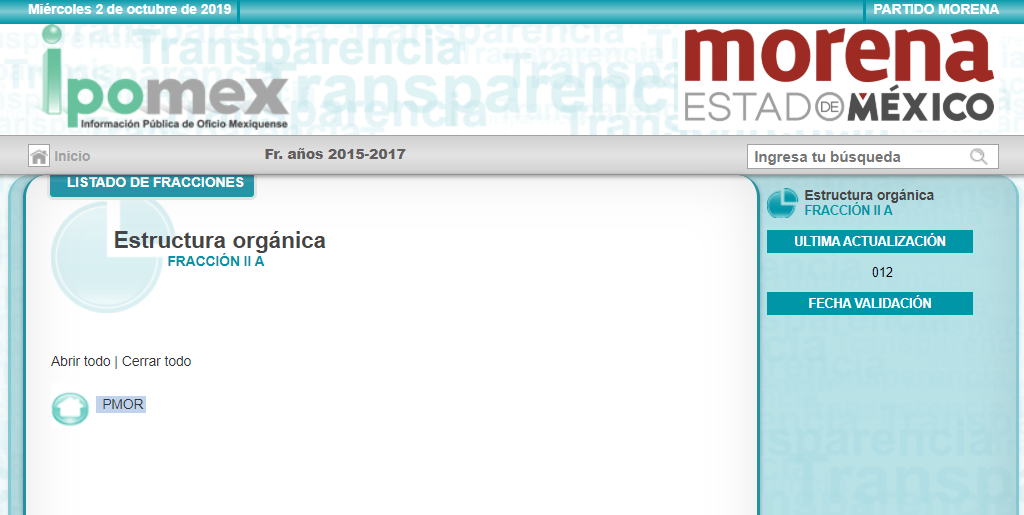 Miércoles 2 de octubre de 2019
PARTIDO MORENA
ipomex
Información Pública de Oficio Mexiquense
morena
ESTADO DE MÉXICO
Inicio
Fr. años 2015-2017
Ingresa tu búsqueda
LISTADO DE FRACCIONES
Estructura orgánica
FRACCIÓN II A
Abrir todo | Cerrar todo
PMOR
Estructura orgánica
FRACCIÓN II A
ULTIMA ACTUALIZACIÓN
012
FECHA VALIDACIÓN